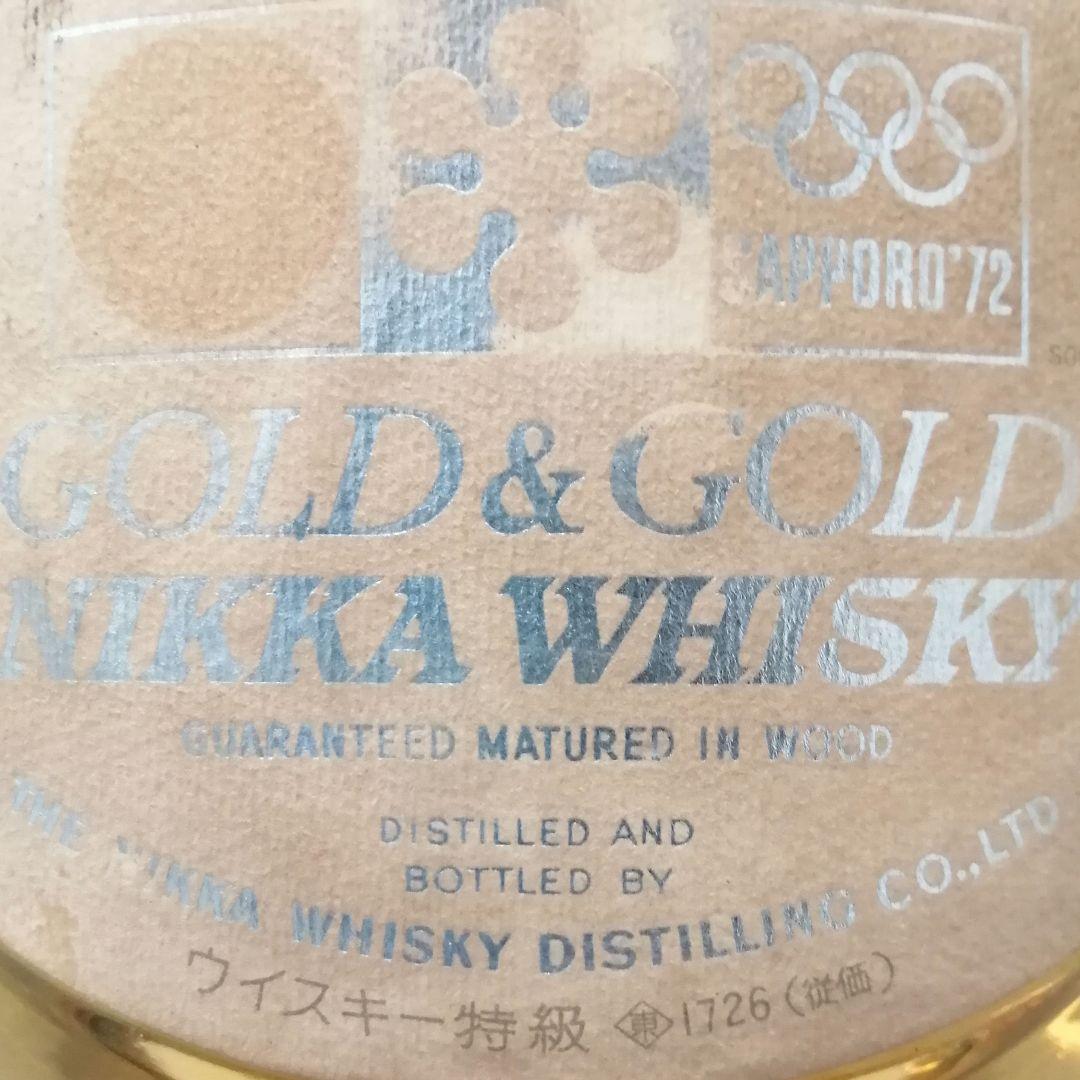 SAPPORO'72
GOLD & GOLD
NIKKA WHISKY
GUARANTEED MATURED IN WOOD
DISTILLED AND
BOTTLED BY
THE NIKKA WHISKY DISTILLING CO.,LTD
ウイスキー特級 東 1726 (従価)